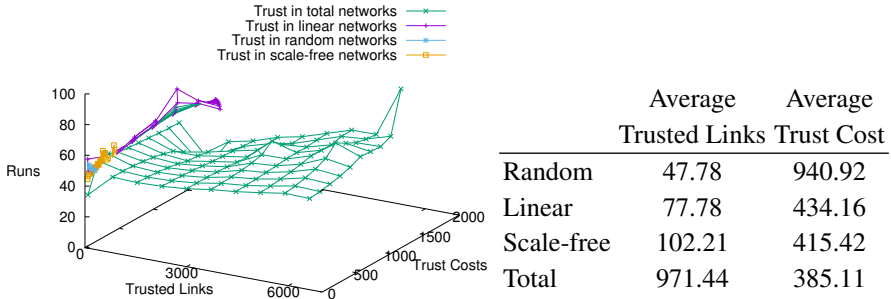 Trust in total networks
Trust in linear networks
Trust in random networks
Trust in scale-free networks
100
80
60
40
20
0
Runs
0
3000
6000
Trusted Links
0
500
1000
1500
2000
Trust Costs
Average Average
Trusted Links Trust Cost
Random 47.78 940.92
Linear 77.78 434.16
Scale-free 102.21 415.42
Total 971.44 385.11